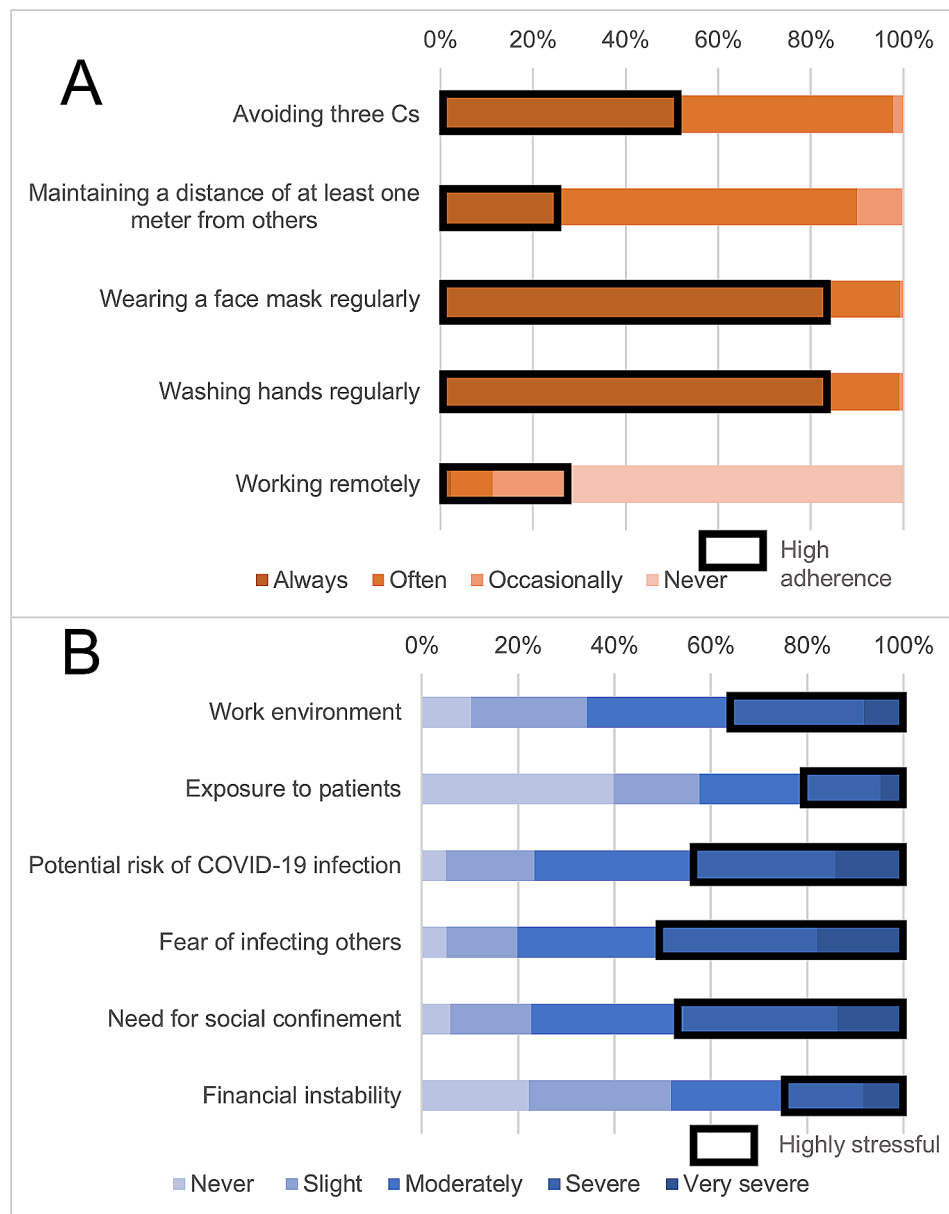 0% 20% 40% 60% 80% 100%
A
Avoiding three Cs
Maintaining a distance of at least one
meter from others
Wearing a face mask regularly
Washing hands regularly
Working remotely
High
adherence
Always Often Occasionally Never
B
0% 20% 40% 60% 80% 100%
Work environment
Exposure to patients
Potential risk of COVID-19 infection
Fear of infecting others
Need for social confinement
Financial instability
Highly stressful
Never Slight Moderately Severe Very severe